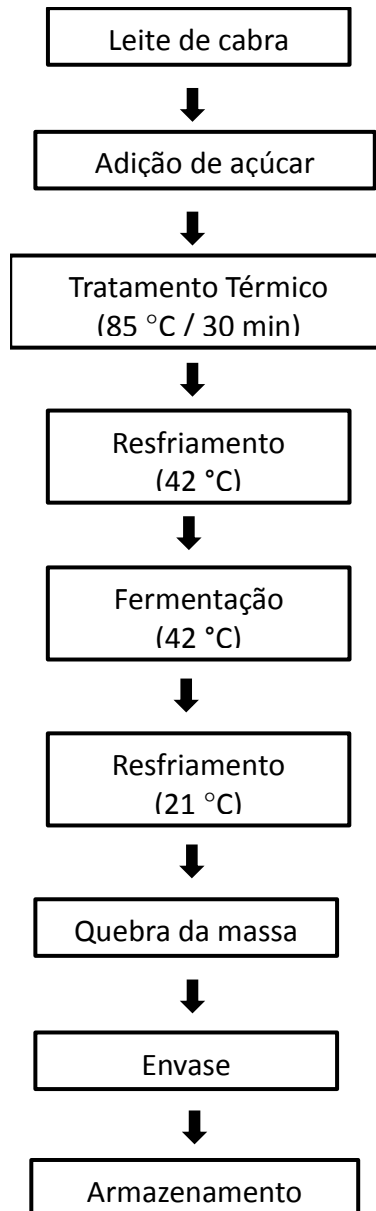 Leite de cabra
Adição de açúcar
Tratamento Térmico
(85 °C / 30 min)
Resfriamento
(42 °C)
Fermentação
(42 °C)
Resfriamento
(21 °C)
Quebra da massa
Envase
Armazenamento